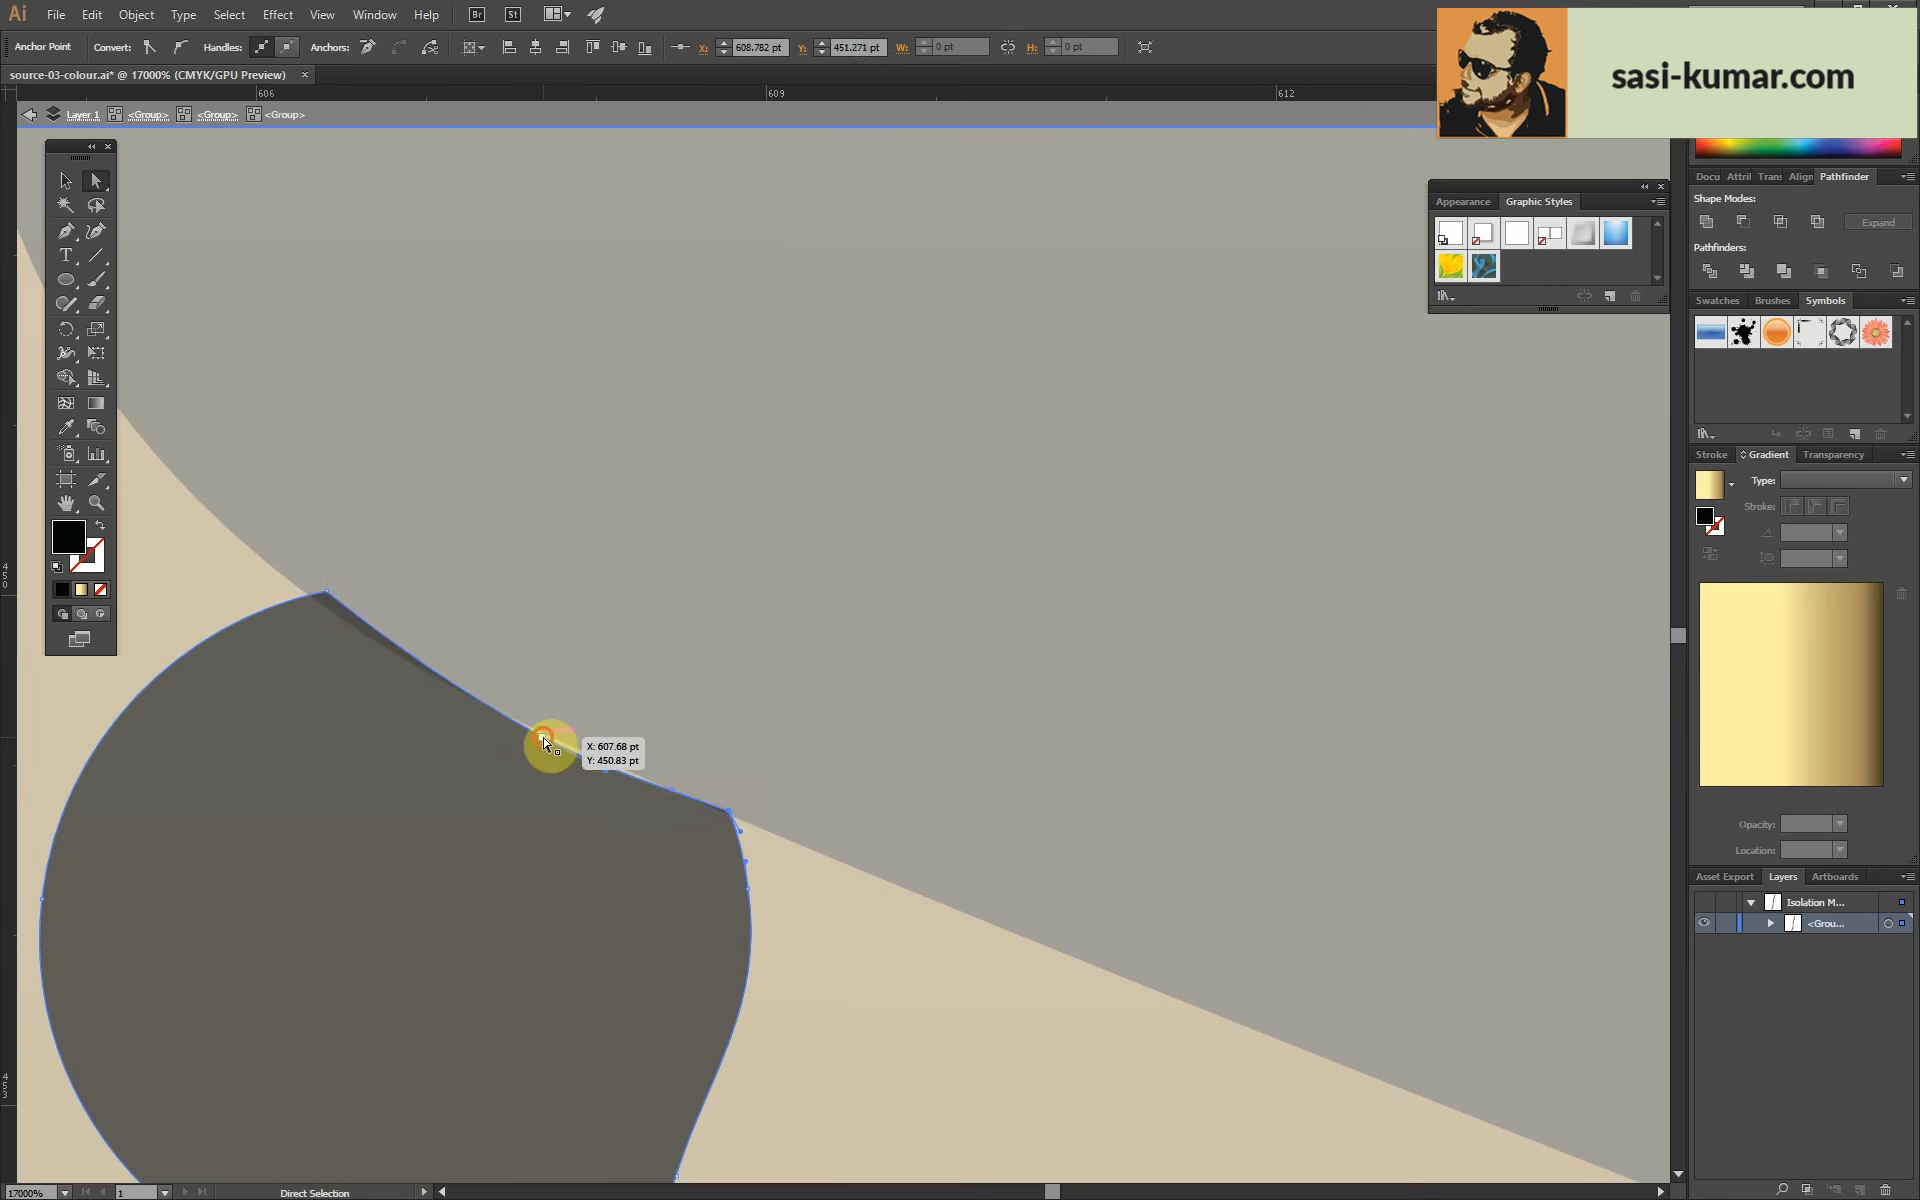 Ai File Edit Object Type Select Effect View Window Help Br St
Anchor Point Convert: Handles: Anchors: X: 608.782 pt Y: 451.271 pt W: 0 pt H: 0 pt
sasi-kumar.com
source-03-colour.ai* @ 17000% (CMYK/GPU Preview) ×
606 609 612
Layer 1 <Group> <Group> <Group>
Docu Attri Trans Align Pathfinder
Shape Modes:
Expand
Pathfinders:
Appearance Graphic Styles
Swatches Brushes Symbols
Stroke Gradient Transparency
Type:
Stroke:
Opacity:
Location:
450
453
X: 607.68 pt
Y: 450.83 pt
Asset Export Layers Artboards
Isolation M...
<Grou...
17000% 1 Direct Selection